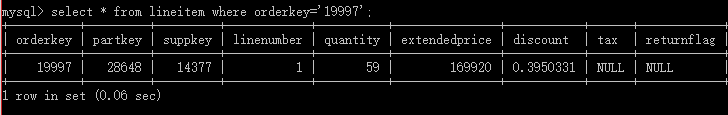 mysql> select * from lineitem where orderkey='19997';
| orderkey | partkey | suppkey | linenumber | quantity | extendedprice | discount | tax | returnflag |
| 19997 | 28648 | 14377 | 1 | 59 | 169920 | 0.3950331 | NULL | NULL |
1 row in set (0.06 sec)